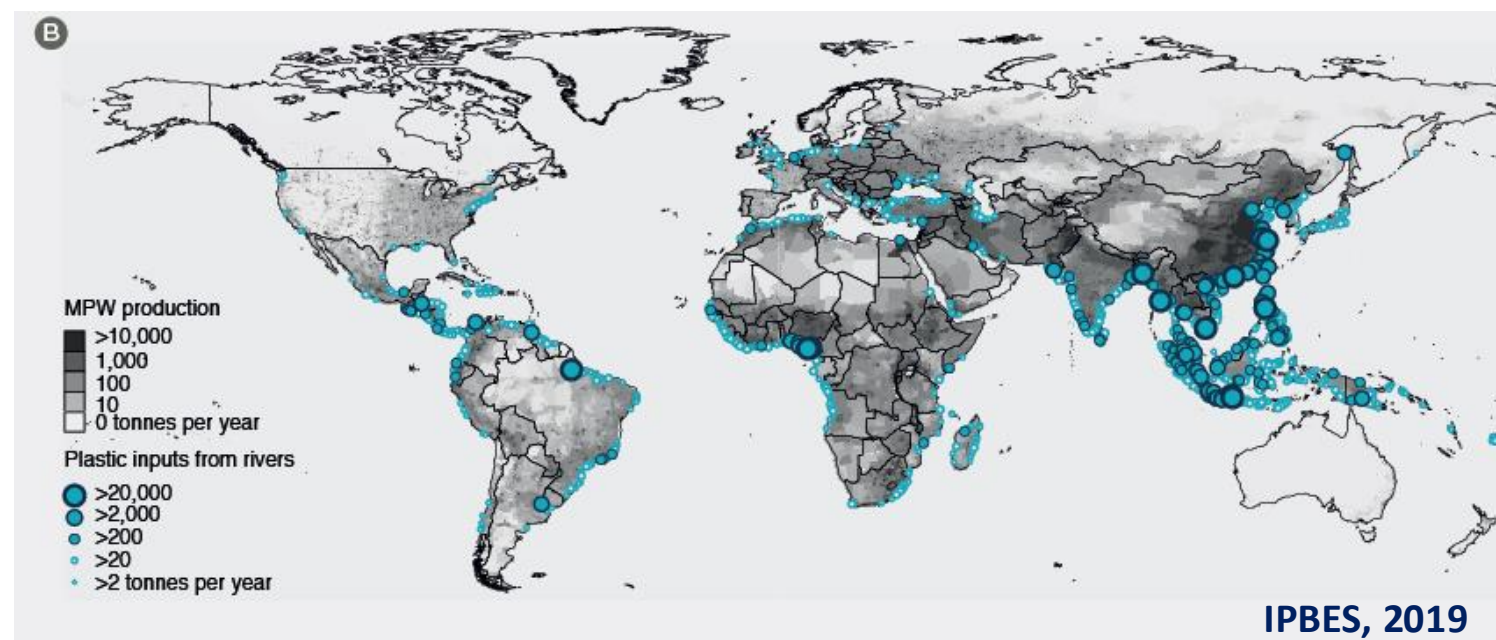 B
MPW production
>10,000
1,000
100
10
0 tonnes per year
Plastic inputs from rivers
>20,000
>2,000
>200
>20
>2 tonnes per year
IPBES, 2019